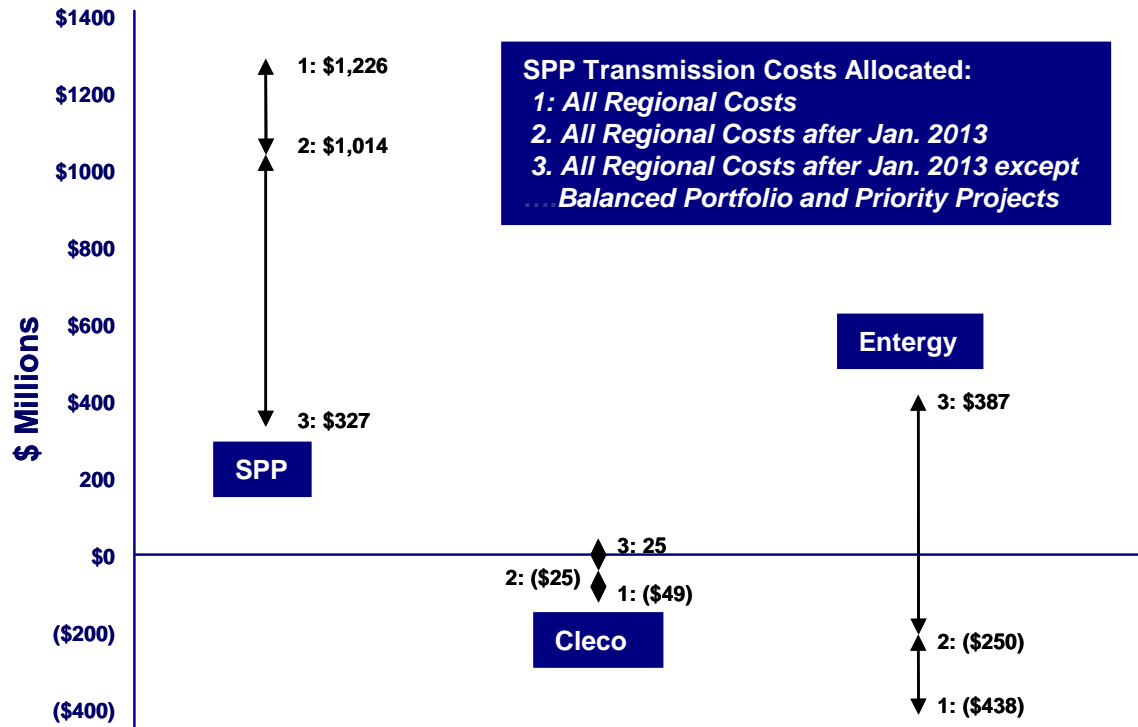 $1400
$1200
$1000
$800
$600
$400
200
$0
($200)
($400)
$ Millions
1: $1,226
2: $1,014
3: $327
SPP
SPP Transmission Costs Allocated:
1: All Regional Costs
2. All Regional Costs after Jan. 2013
3. All Regional Costs after Jan. 2013 except
....Balanced Portfolio and Priority Projects
3: 25
2: ($25)
1: ($49)
Cleco
Entergy
3: $387
2: ($250)
1: ($438)